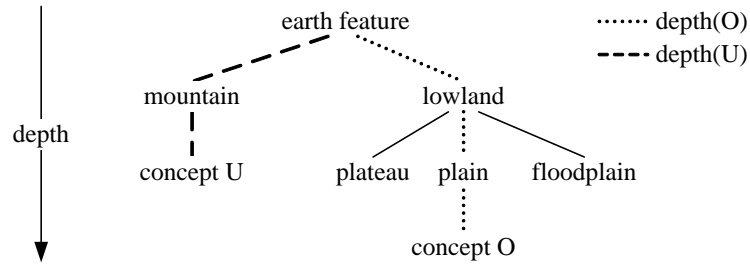 earth feature
depth(O)
depth(U)
mountain
lowland
depth
concept U
plateau
plain
floodplain
concept O